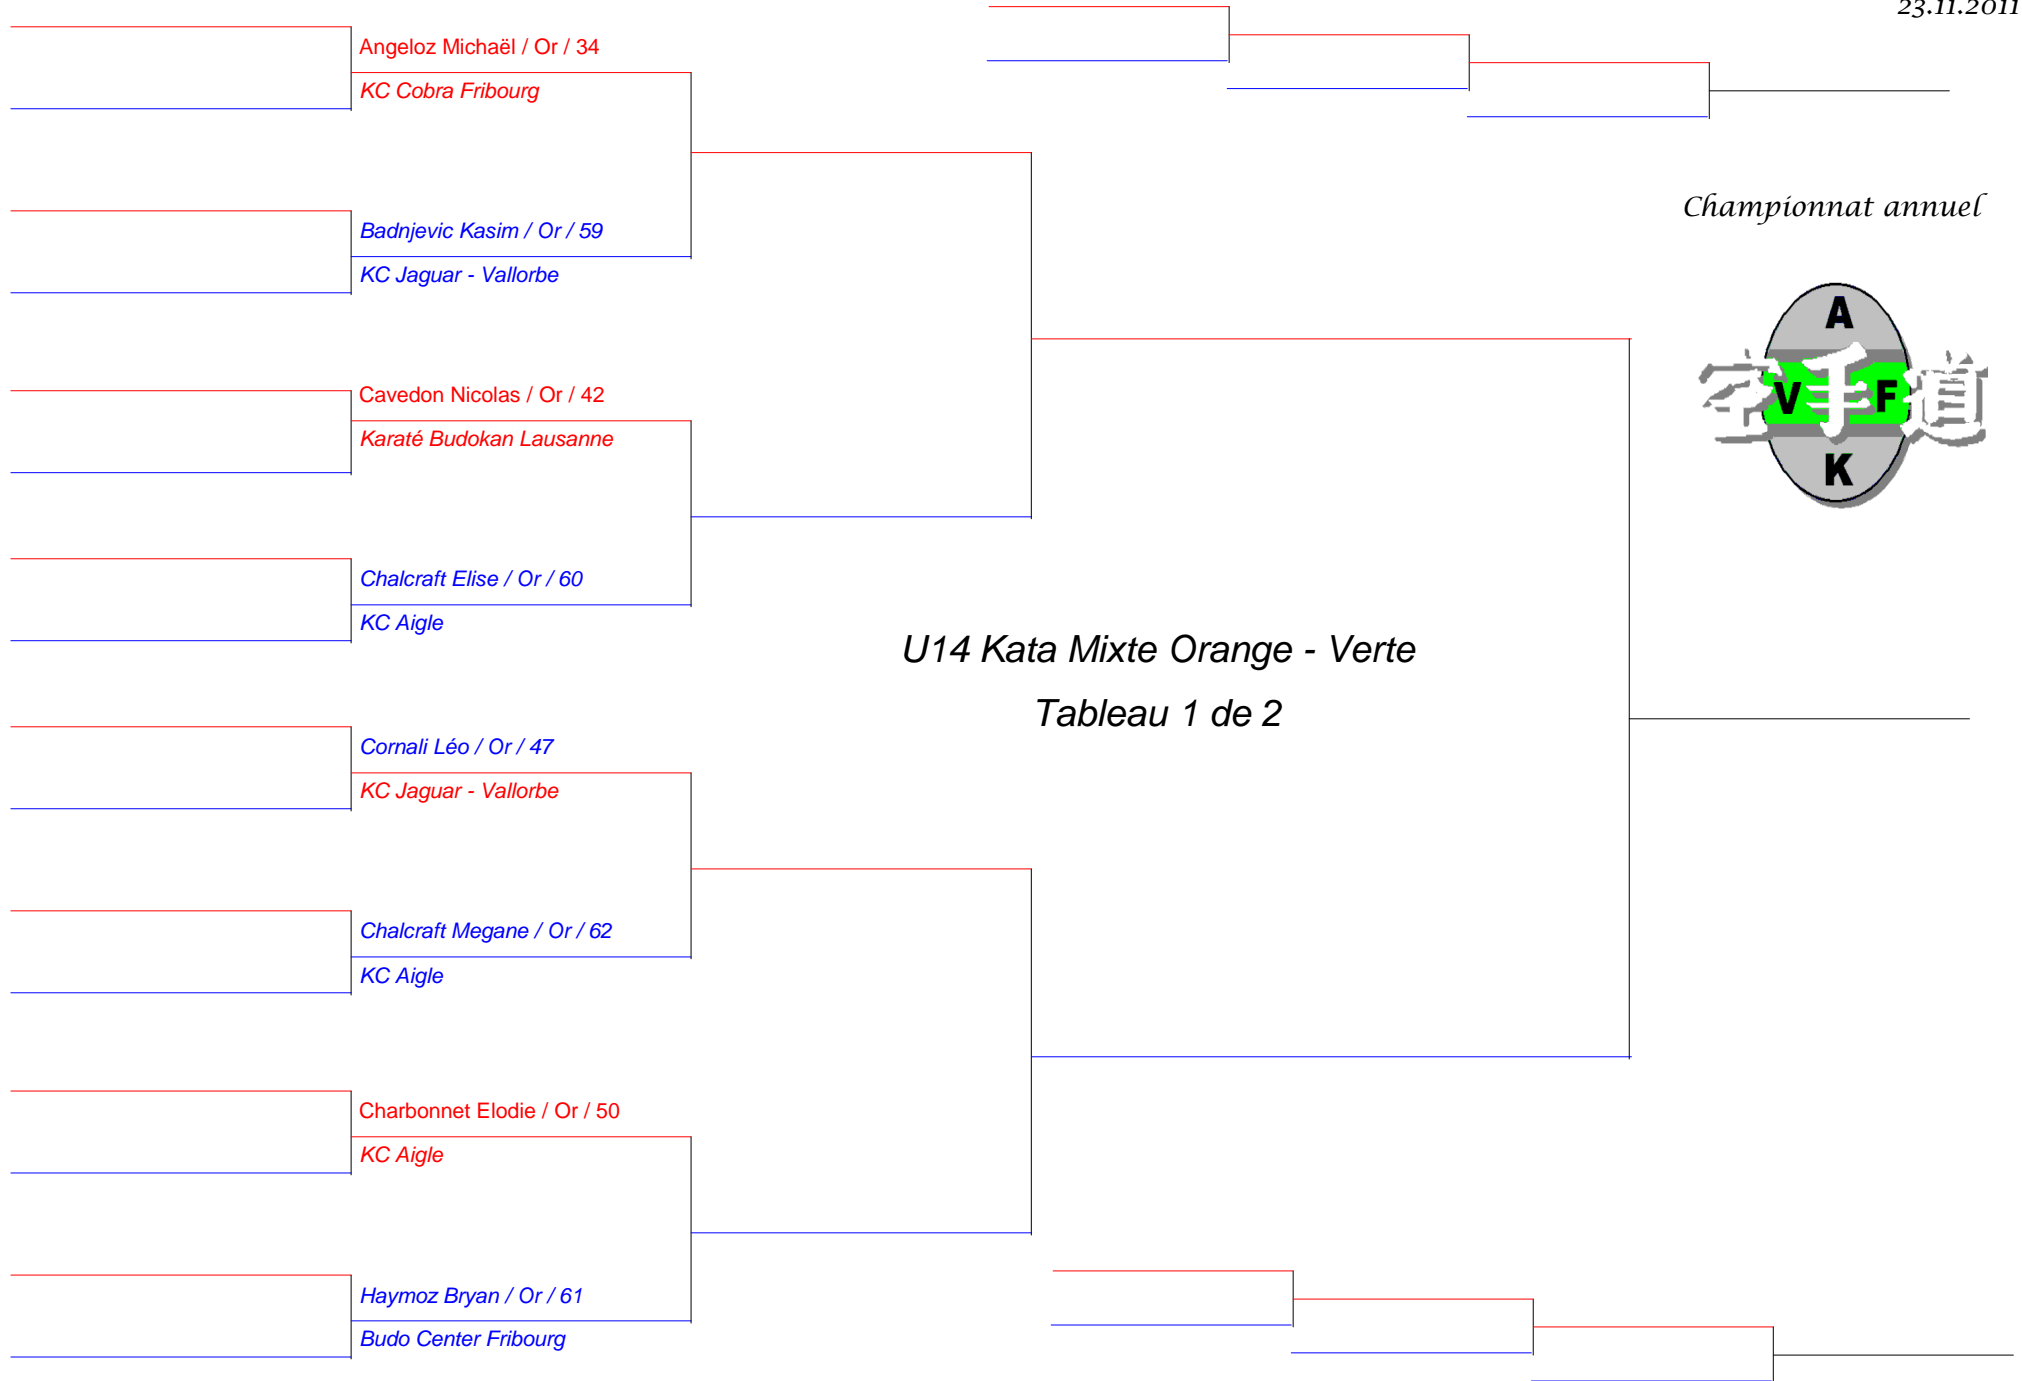 23.11.2011
Angeloz Michaël / Or / 34
KC Cobra Fribourg
Championnat annuel
Badnjevic Kasim / Or / 59
KC Jaguar - Vallorbe
A
空手道
V F
K
Cavedon Nicolas / Or / 42
Karaté Budokan Lausanne
Chalcraft Elise / Or / 60
KC Aigle
U14 Kata Mixte Orange - Verte
Tableau 1 de 2
Cornali Léo / Or / 47
KC Jaguar - Vallorbe
Chalcraft Megane / Or / 62
KC Aigle
Charbonnet Elodie / Or / 50
KC Aigle
Haymoz Bryan / Or / 61
Budo Center Fribourg